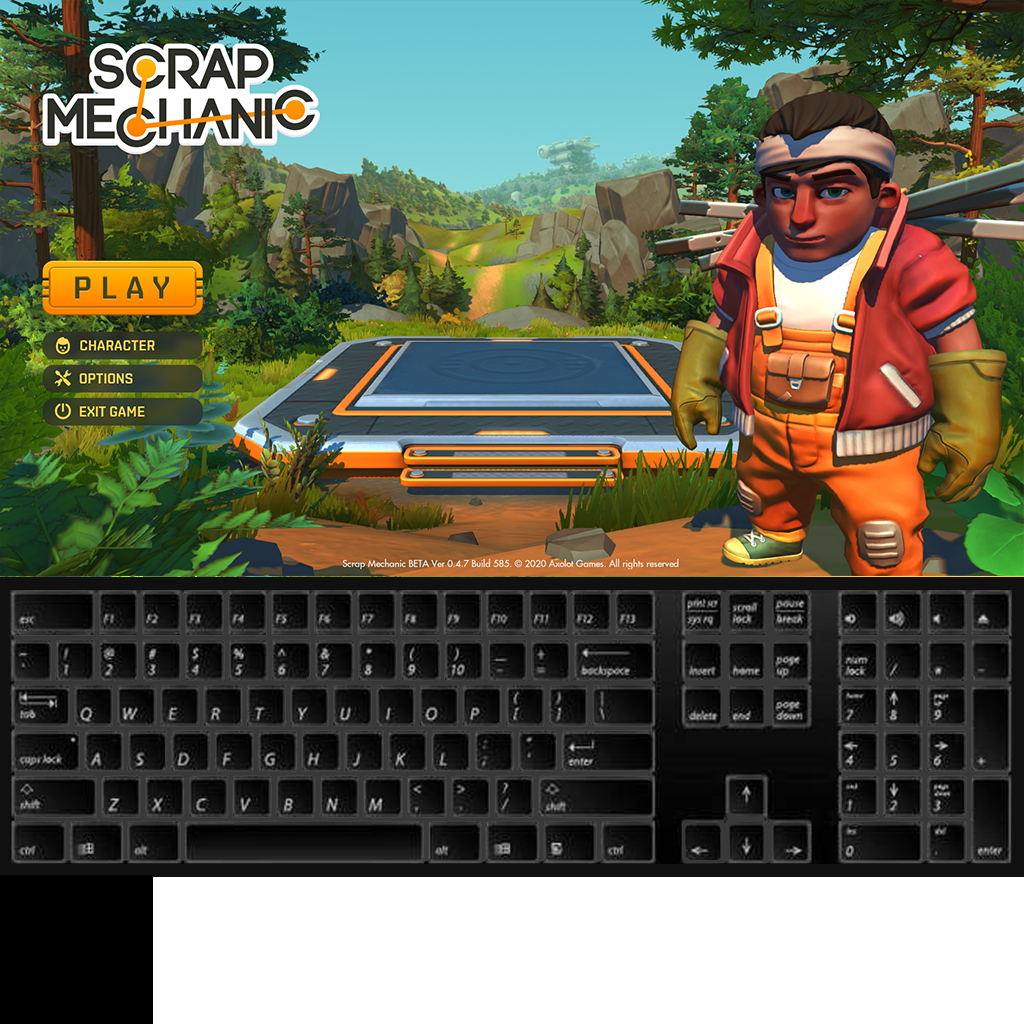 SCRAP
MECHANIC
PLAY
CHARACTER
OPTIONS
EXIT GAME
Scrap Mechanic BETA Ver 0.4.7 Build 585. © 2020 Axolot Games. All rights reserved
esc F1 F2 F3 F4 F5 F6 F7 F8 F9 F10 F11 F12 F13 print scr sys rq scroll lock pause break
~ ! 1 @ 2 # 3 $ 4 % 5 ^ 6 & 7 * 8 ( 9 ) 10 — + = backspace insert home page up num lock / * -
tab Q W E R T Y U I O P { [ } ] | \ delete end page down home 7 8 page up 9
caps lock A S D F G H J K L : ; " enter 4 5 6 +
shift Z X C V B N M < , > . ? / shift end 1 2 page down 3
ctrl alt alt ctrl ins 0 del . enter